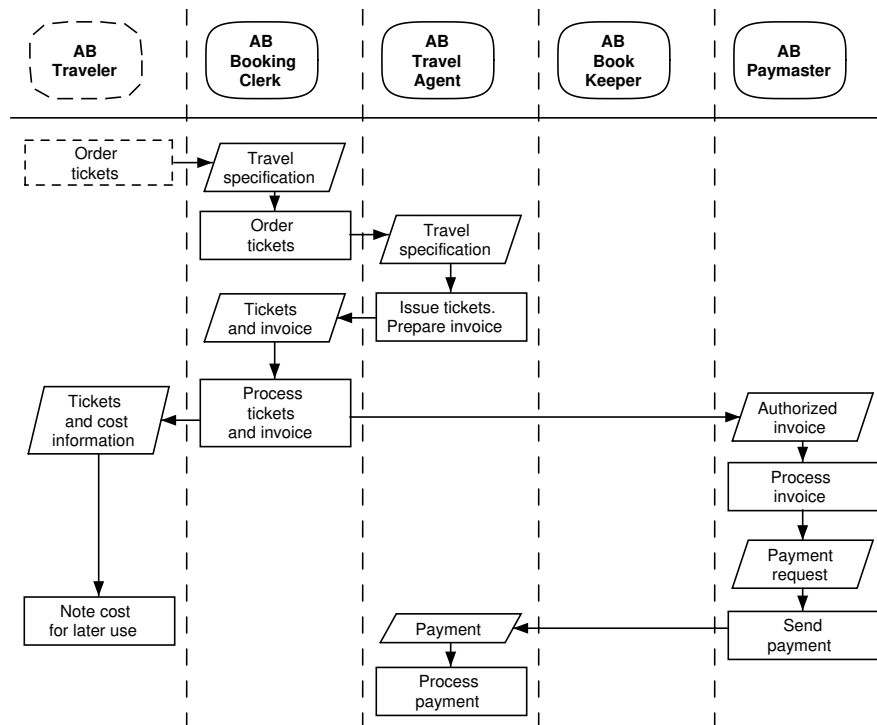 AB
Traveler
AB
Booking
Clerk
AB
Travel
Agent
AB
Book
Keeper
AB
Paymaster
Order
tickets
Travel
specification
Order
tickets
Travel
specification
Issue tickets.
Prepare invoice
Tickets
and invoice
Process
tickets
and invoice
Tickets
and cost
information
Authorized
invoice
Process
invoice
Payment
request
Note cost
for later use
Payment
Send
payment
Process
payment